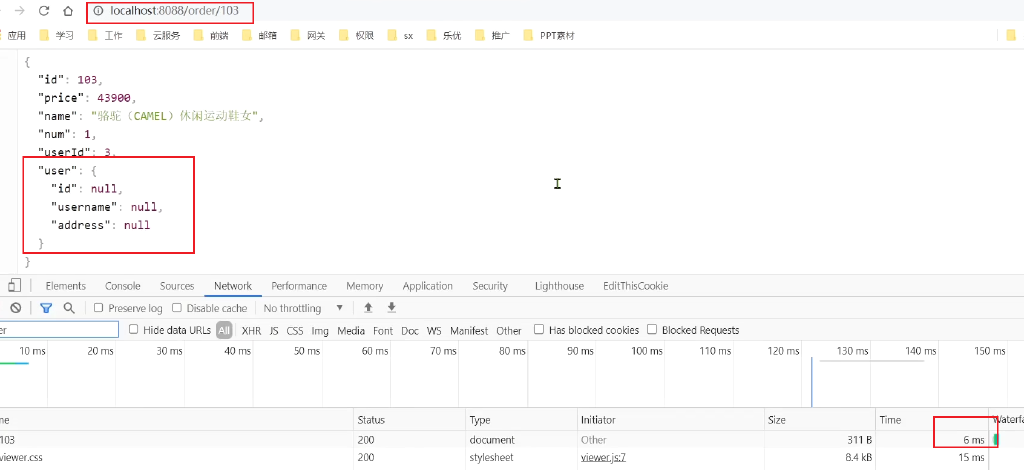 localhost:8088/order/103
应用 学习 工作 云服务 前端 邮箱 网关 权限 sx 乐优 推广 PPT素材
{
"id": 103,
"price": 43900,
"name": "骆驼（CAMEL）休闲运动鞋女",
"num": 1,
"userId": 3,
"user": {
"id": null,
"username": null,
"address": null
}
}
Elements Console Sources Network Performance Memory Application Security Lighthouse EditThisCookie
Preserve log Disable cache No throttling
Hide data URLs All XHR JS CSS Img Media Font Doc WS Manifest Other Has blocked cookies Blocked Requests
10 ms 20 ms 30 ms 40 ms 50 ms 60 ms 70 ms 80 ms 90 ms 100 ms 110 ms 120 ms 130 ms 140 ms 150 ms
Status Type Initiator Size Time
103 200 document Other 311 B 6 ms
viewer.css 200 stylesheet viewer.js:7 8.4 kB 15 ms